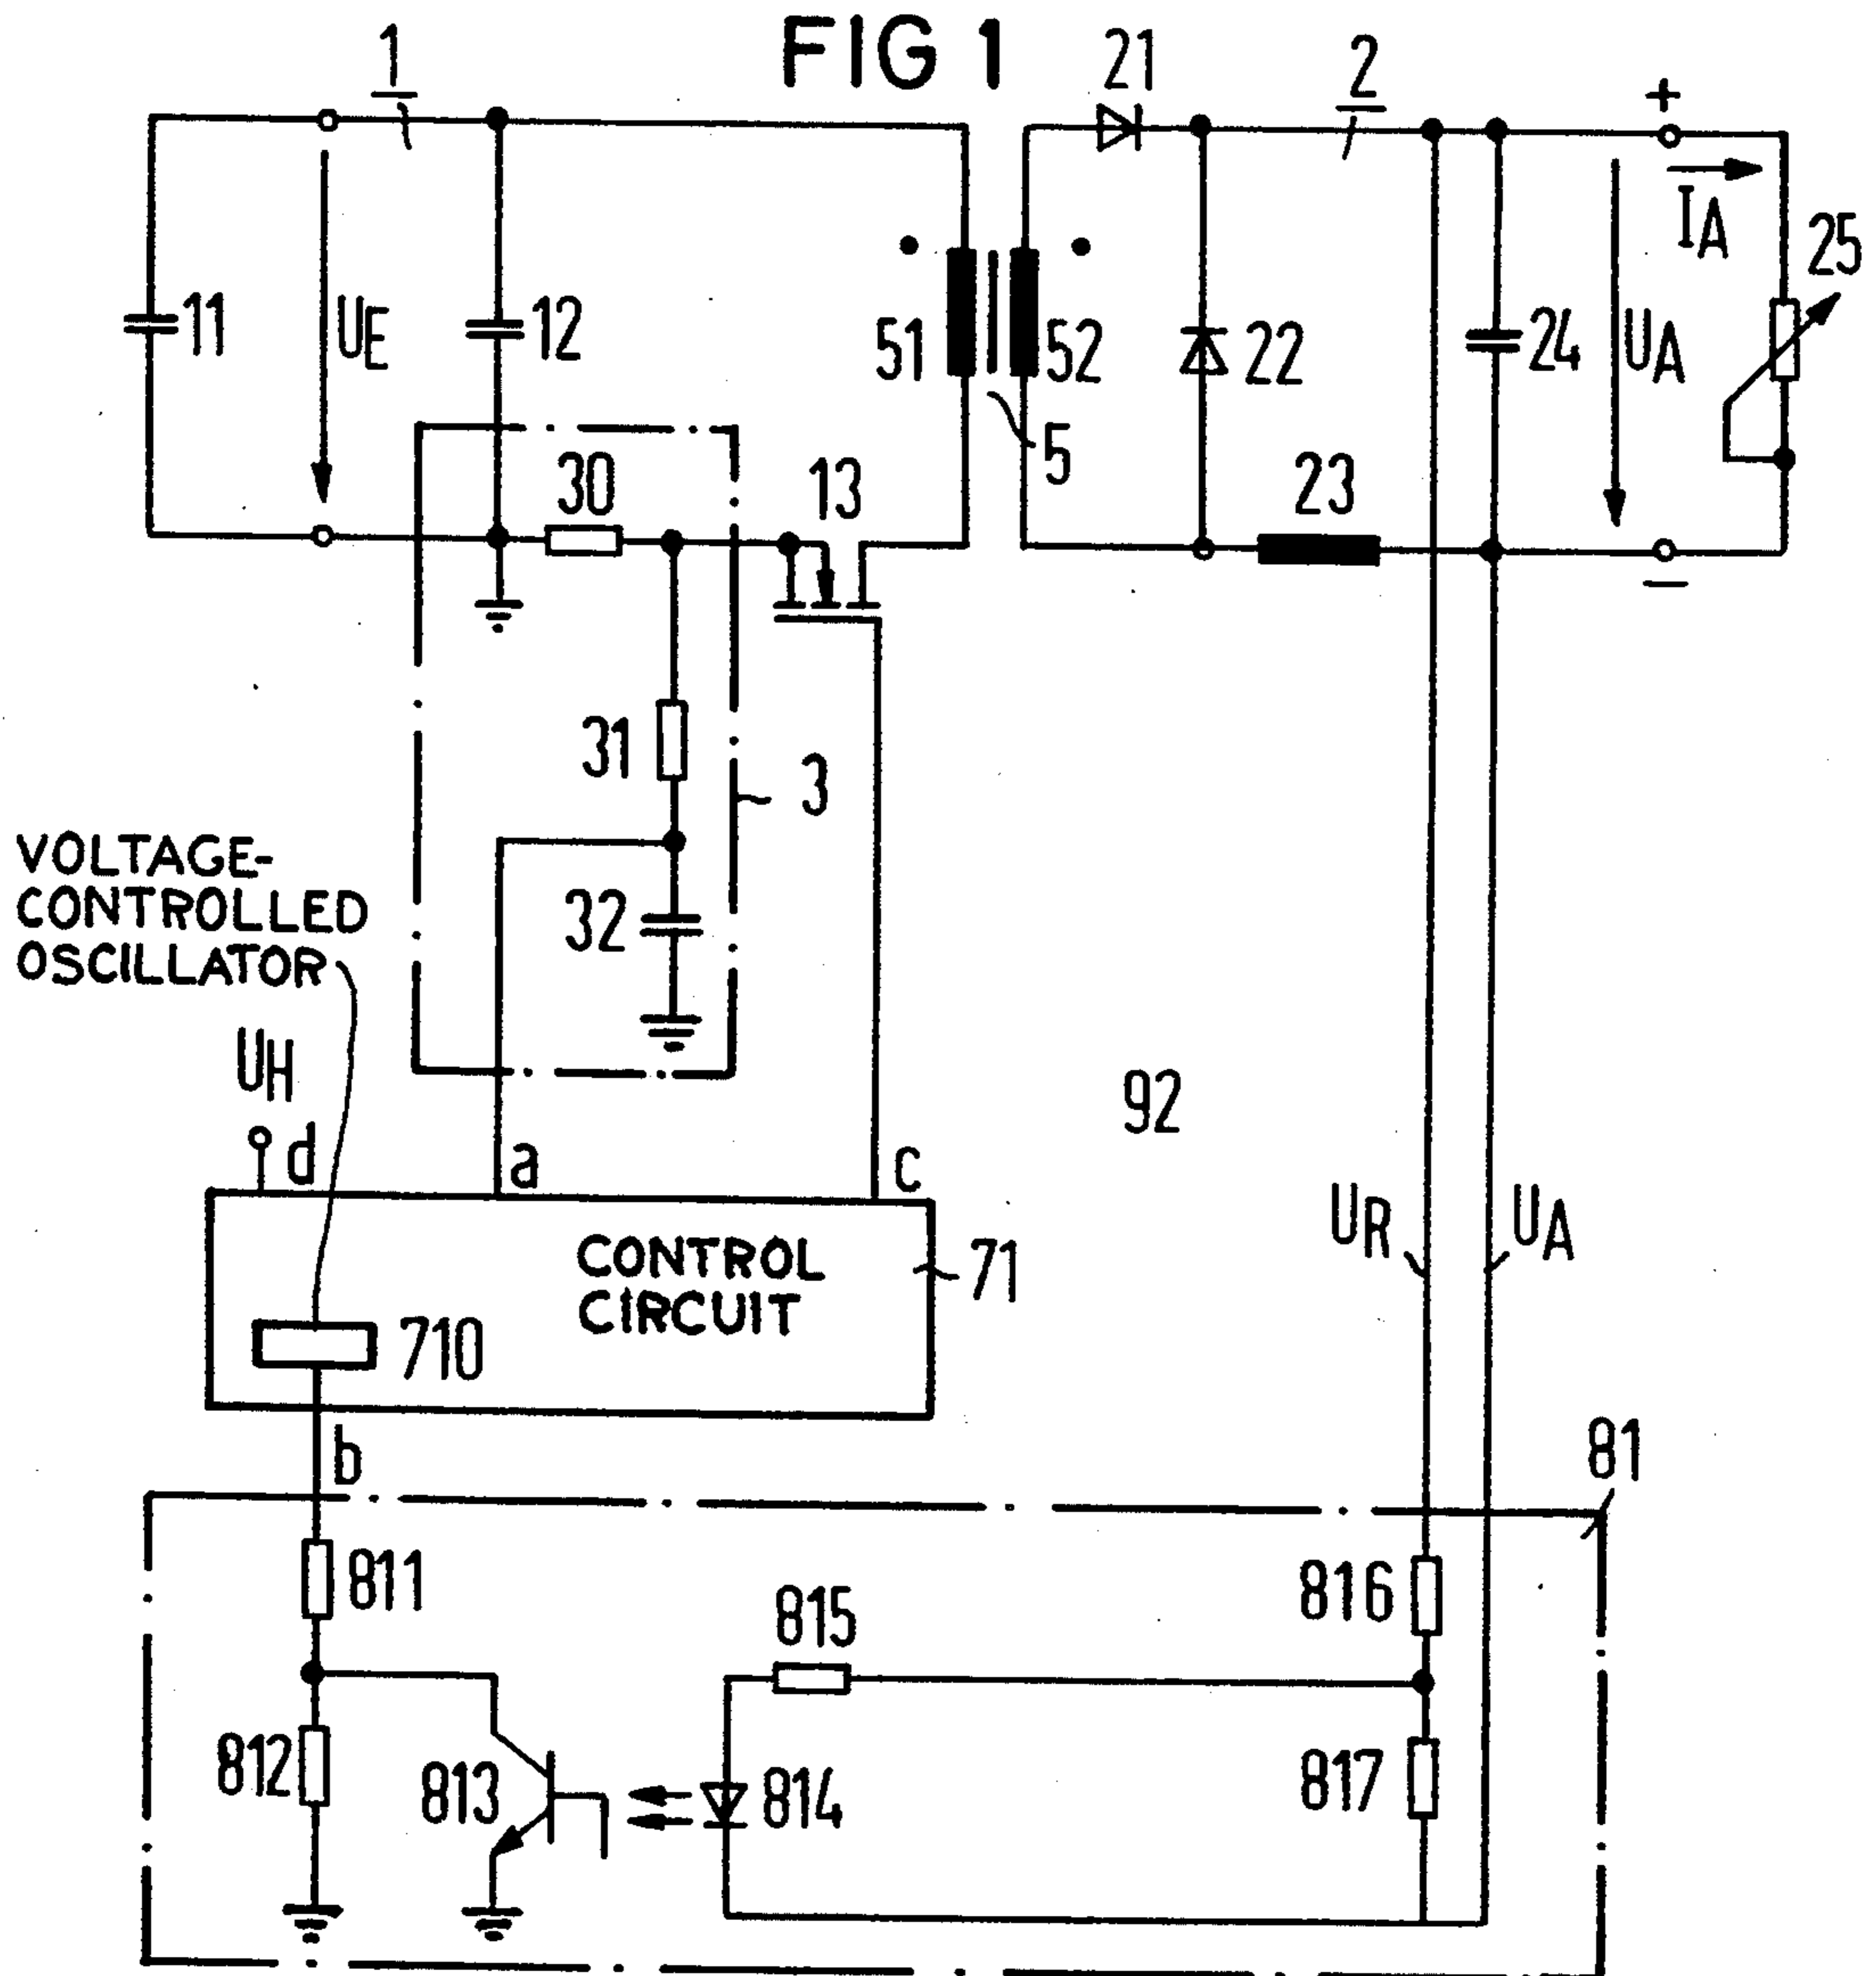 FIG 1
1
21
2
+
IA
25
11
UE
12
51
52
22
24
UA
5
30
13
23
−
31
3
VOLTAGE-
CONTROLLED
OSCILLATOR
32
UH
92
d
a
c
UR
UA
CONTROL
CIRCUIT
71
710
b
81
811
815
816
812
813
814
817